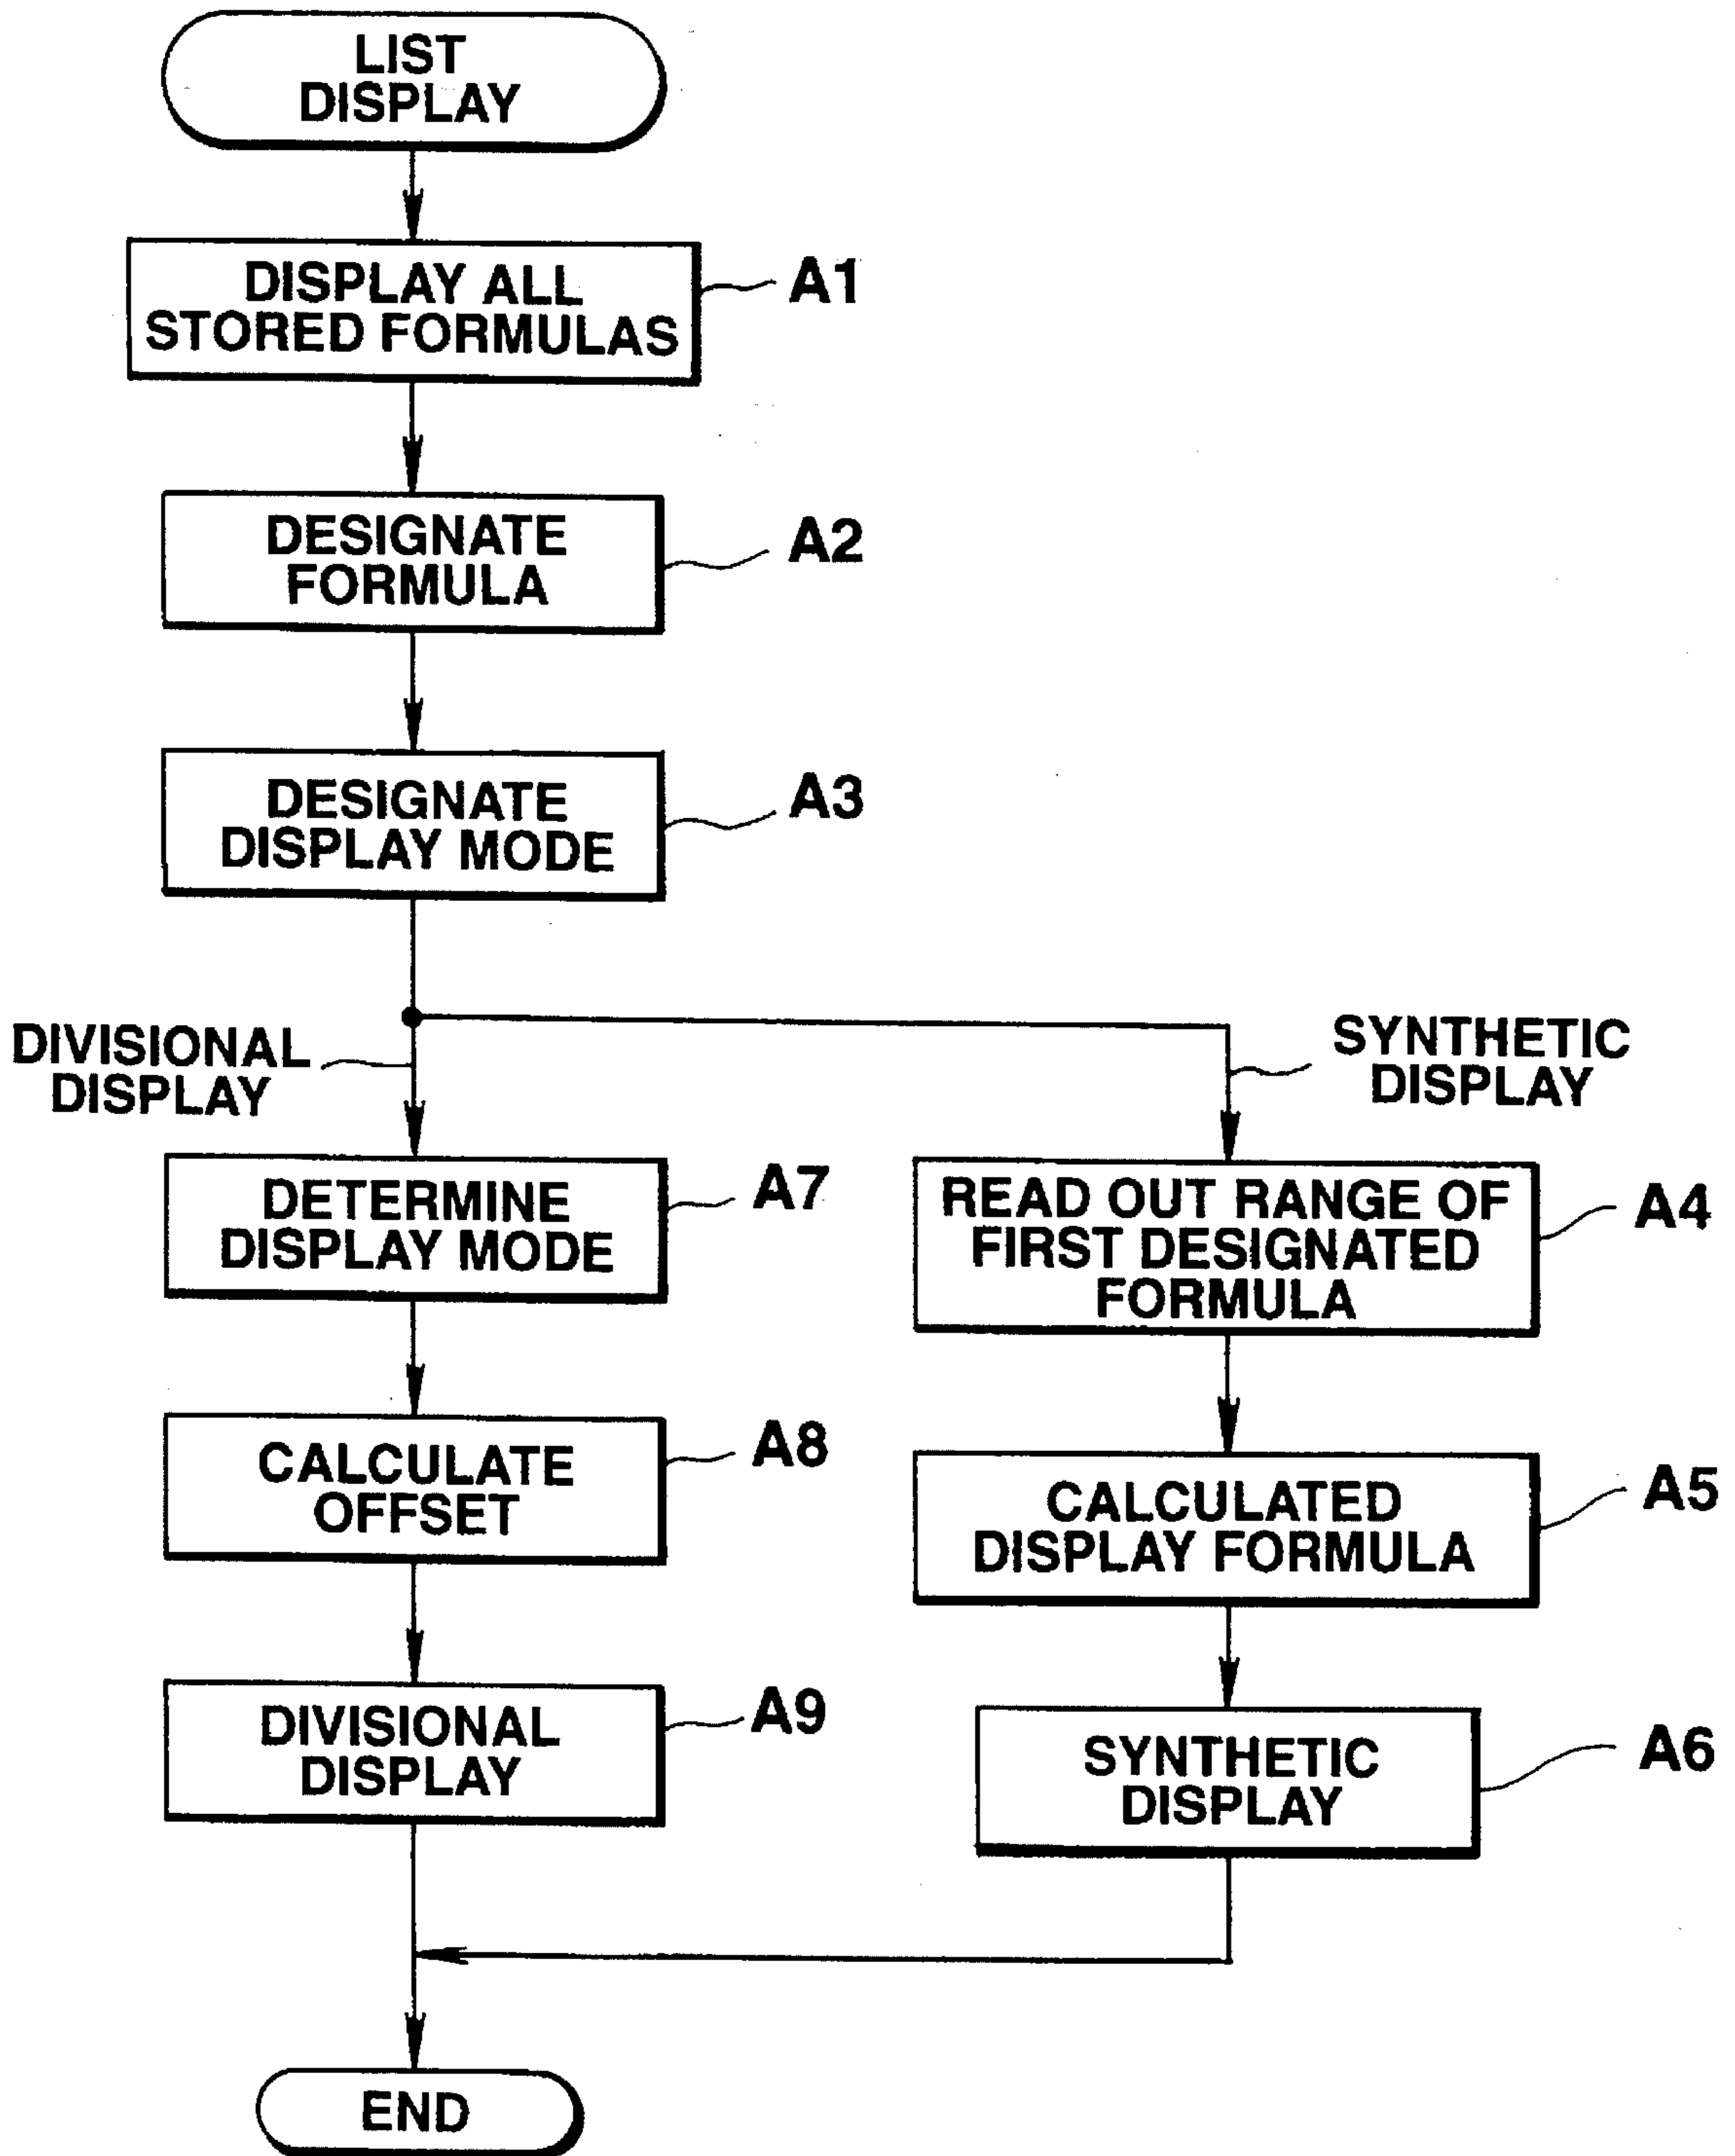 LIST
DISPLAY
DISPLAY ALL
STORED FORMULAS
A1
DESIGNATE
FORMULA
A2
DESIGNATE
DISPLAY MODE
A3
DIVISIONAL
DISPLAY
SYNTHETIC
DISPLAY
DETERMINE
DISPLAY MODE
A7
READ OUT RANGE OF
FIRST DESIGNATED
FORMULA
A4
CALCULATE
OFFSET
A8
CALCULATED
DISPLAY FORMULA
A5
DIVISIONAL
DISPLAY
A9
SYNTHETIC
DISPLAY
A6
END